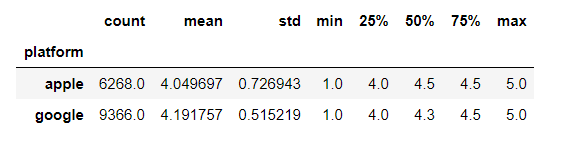 count mean std min 25% 50% 75% max
platform
apple 6268.0 4.049697 0.726943 1.0 4.0 4.5 4.5 5.0
google 9366.0 4.191757 0.515219 1.0 4.0 4.3 4.5 5.0